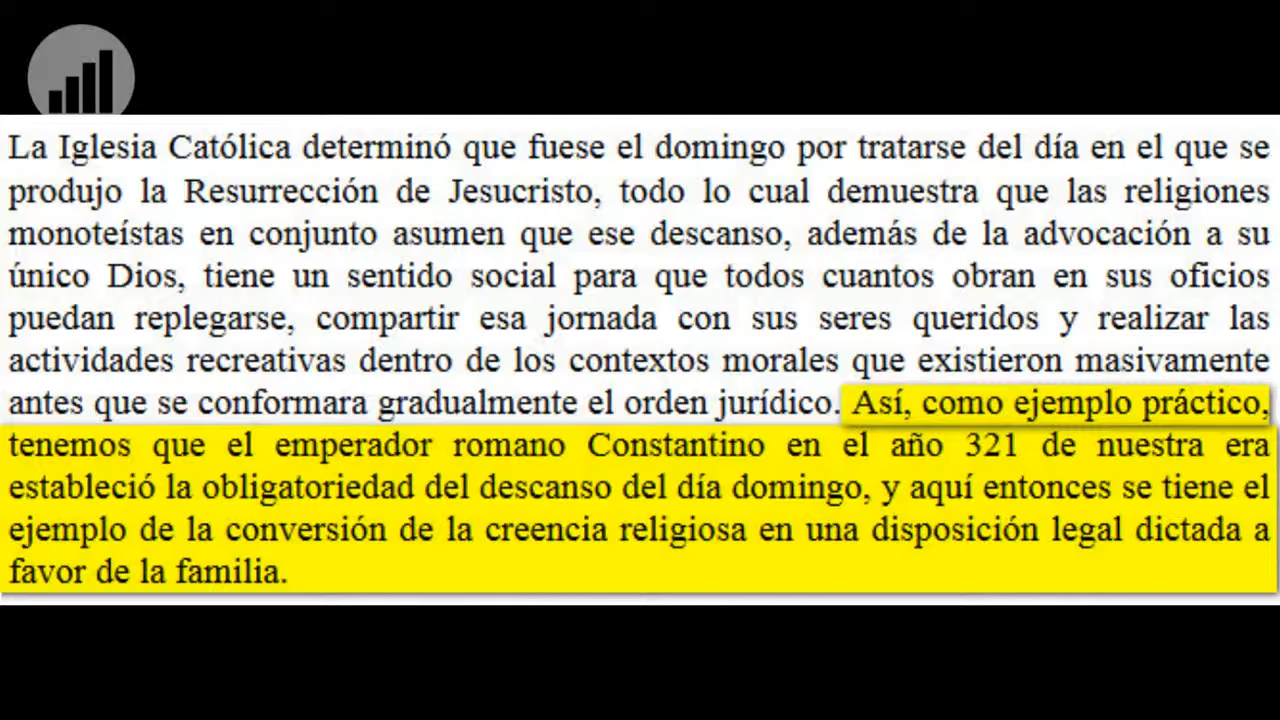 La Iglesia Católica determinó que fuese el domingo por tratarse del día en el que se
produjo la Resurrección de Jesucristo, todo lo cual demuestra que las religiones
monoteístas en conjunto asumen que ese descanso, además de la advocación a su
único Dios, tiene un sentido social para que todos cuantos obran en sus oficios
puedan replegarse, compartir esa jornada con sus seres queridos y realizar las
actividades recreativas dentro de los contextos morales que existieron masivamente
antes que se conformara gradualmente el orden jurídico. Así, como ejemplo práctico,
tenemos que el emperador romano Constantino en el año 321 de nuestra era
estableció la obligatoriedad del descanso del día domingo, y aquí entonces se tiene el
ejemplo de la conversión de la creencia religiosa en una disposición legal dictada a
favor de la familia.